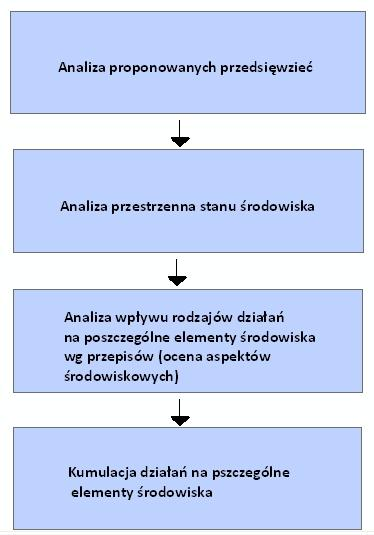 Analiza proponowanych przedsięwzieć
Analiza przestrzenna stanu środowiska
Analiza wpływu rodzajów działań
na poszczególne elementy środowiska
wg przepisów (ocena aspektów
środowiskowych)
Kumulacja działań na pszczególne
elementy środowiska